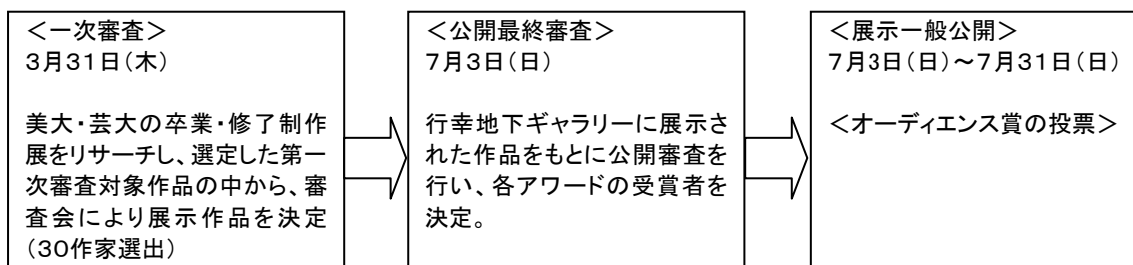 ＜一次審査＞
３月３１日（木）
美大・芸大の卒業・修了制作
展をリサーチし、選定した第一
次審査対象作品の中から、審
査会により展示作品を決定
（３０作家選出）
＜公開最終審査＞
７月３日（日）
行幸地下ギャラリーに展示さ
れた作品をもとに公開審査を
行い、各アワードの受賞者を
決定。
＜展示一般公開＞
７月3日（日）～７月３１日（日）
＜オーディエンス賞の投票＞